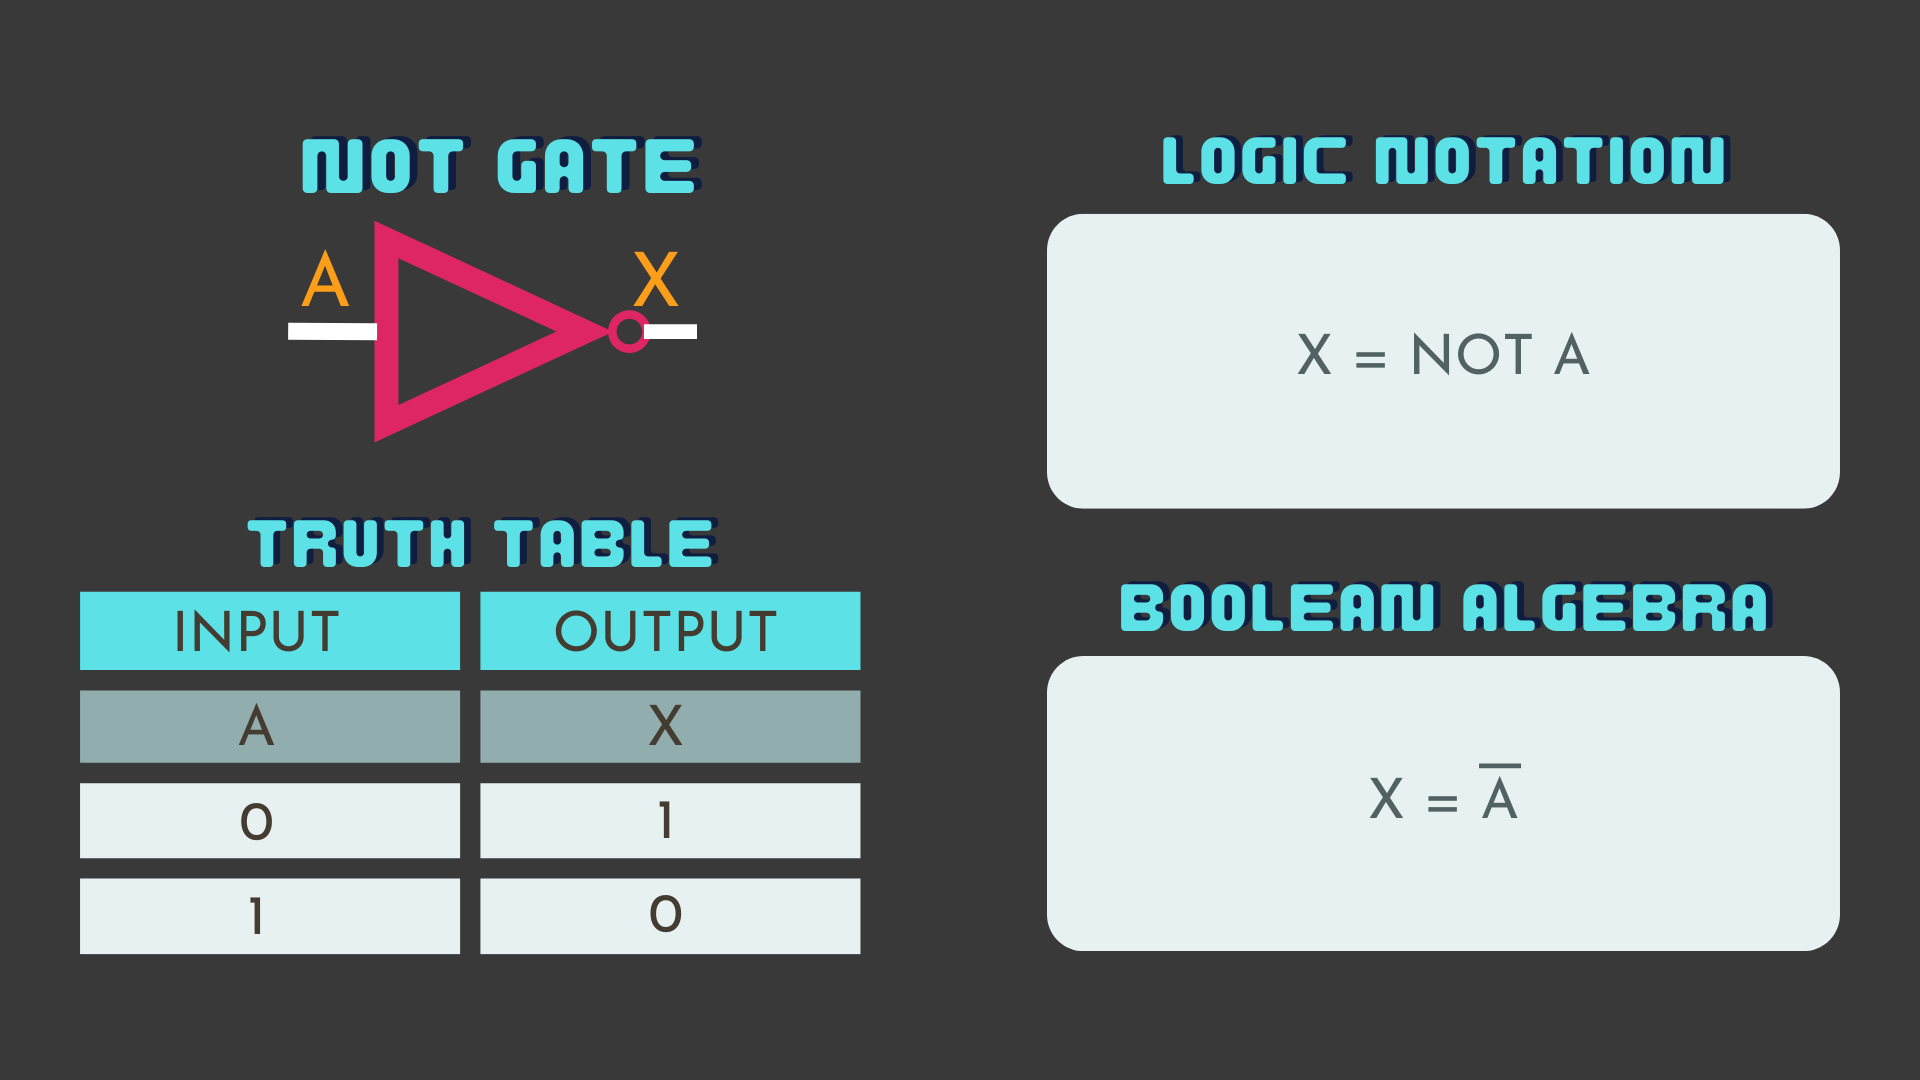 NOT GATE
A
X
TRUTH TABLE
INPUT OUTPUT
A X
0 1
1 0
LOGIC NOTATION
X = NOT A
BOOLEAN ALGEBRA
X = A̅